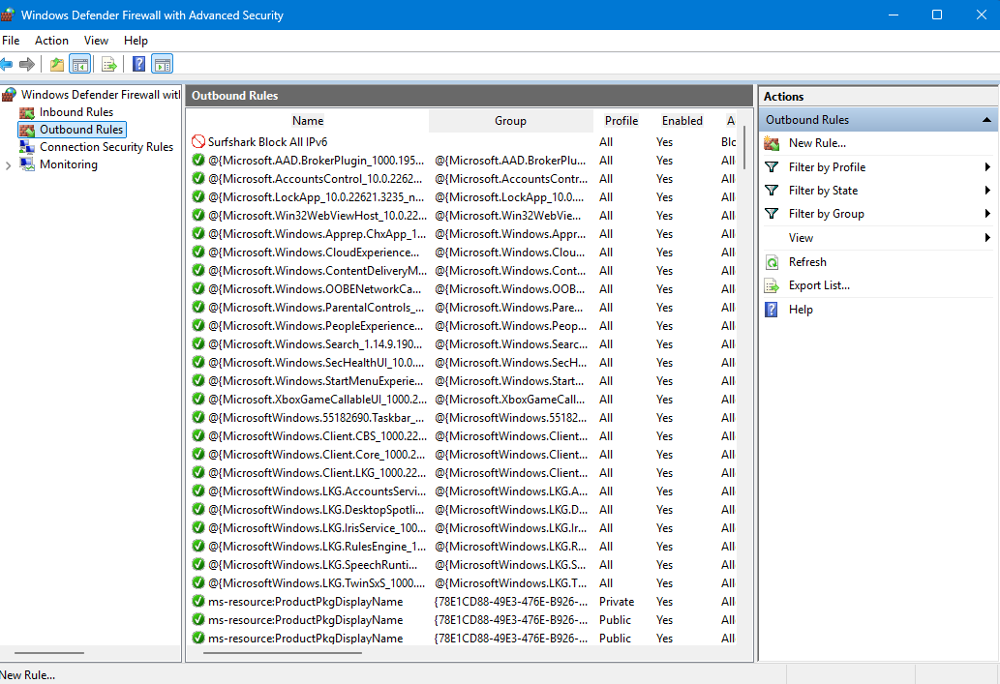 Windows Defender Firewall with Advanced Security
File Action View Help
Windows Defender Firewall witl
Inbound Rules
Outbound Rules
Connection Security Rules
Monitoring
Outbound Rules
Name Group Profile Enabled A
Surfshark Block All IPv6 All Yes Blc
@{Microsoft.AAD.BrokerPlugin_1000.195... @{Microsoft.AAD.BrokerPlu... All Yes All
@{Microsoft.AccountsControl_10.0.2262... @{Microsoft.AccountsContr... All Yes All
@{Microsoft.LockApp_10.0.22621.3235_n... @{Microsoft.LockApp_10.0.... All Yes All
@{Microsoft.Win32WebViewHost_10.0.22... @{Microsoft.Win32WebVie... All Yes All
@{Microsoft.Windows.Apprep.ChxApp_1... @{Microsoft.Windows.Appr... All Yes All
@{Microsoft.Windows.CloudExperience... @{Microsoft.Windows.Clou... All Yes All
@{Microsoft.Windows.ContentDeliveryM... @{Microsoft.Windows.Cont... All Yes All
@{Microsoft.Windows.OOBENetworkCa... @{Microsoft.Windows.OOB... All Yes All
@{Microsoft.Windows.ParentalControls_... @{Microsoft.Windows.Pare... All Yes All
@{Microsoft.Windows.PeopleExperience... @{Microsoft.Windows.Peop... All Yes All
@{Microsoft.Windows.Search_1.14.9.190... @{Microsoft.Windows.Searc... All Yes All
@{Microsoft.Windows.SecHealthUI_10.0.... @{Microsoft.Windows.SecH... All Yes All
@{Microsoft.Windows.StartMenuExperie... @{Microsoft.Windows.Start... All Yes All
@{Microsoft.XboxGameCallableUI_1000.2... @{Microsoft.XboxGameCall... All Yes All
@{MicrosoftWindows.55182690.Taskbar_... @{MicrosoftWindows.55182... All Yes All
@{MicrosoftWindows.Client.CBS_1000.22... @{MicrosoftWindows.Client... All Yes All
@{MicrosoftWindows.Client.Core_1000.2... @{MicrosoftWindows.Client... All Yes All
@{MicrosoftWindows.Client.LKG_1000.22... @{MicrosoftWindows.Client... All Yes All
@{MicrosoftWindows.LKG.AccountsServi... @{MicrosoftWindows.LKG.A... All Yes All
@{MicrosoftWindows.LKG.DesktopSpotli... @{MicrosoftWindows.LKG.D... All Yes All
@{MicrosoftWindows.LKG.IrisService_100... @{MicrosoftWindows.LKG.Ir... All Yes All
@{MicrosoftWindows.LKG.RulesEngine_1... @{MicrosoftWindows.LKG.R... All Yes All
@{MicrosoftWindows.LKG.SpeechRunti... @{MicrosoftWindows.LKG.S... All Yes All
@{MicrosoftWindows.LKG.TwinSxS_1000.... @{MicrosoftWindows.LKG.T... All Yes All
ms-resource:ProductPkgDisplayName {78E1CD88-49E3-476E-B926-... Private Yes All
ms-resource:ProductPkgDisplayName {78E1CD88-49E3-476E-B926-... Public Yes All
ms-resource:ProductPkgDisplayName {78E1CD88-49E3-476E-B926-... Public Yes All
Actions
Outbound Rules
New Rule...
Filter by Profile
Filter by State
Filter by Group
View
Refresh
Export List...
Help
New Rule...